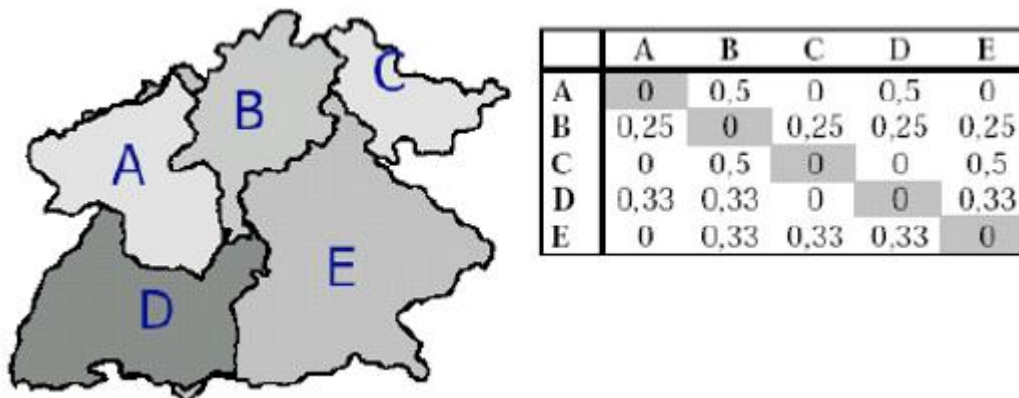 A
B
C
D
E
A B C D E
A 0 0,5 0 0,5 0
B 0,25 0 0,25 0,25 0,25
C 0 0,5 0 0 0,5
D 0,33 0,33 0 0 0,33
E 0 0,33 0,33 0,33 0